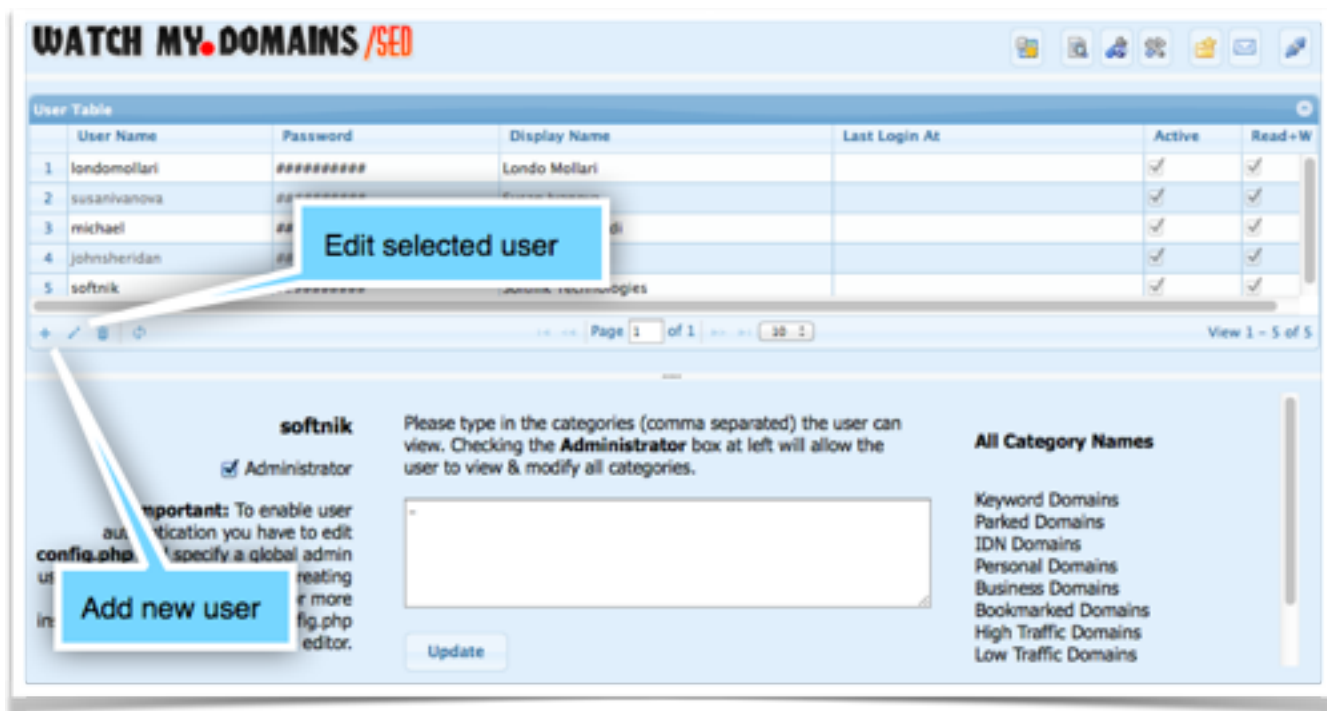 WATCH MY.DOMAINS /SED
User Table
User Name Password Display Name Last Login At Active Read+W
1 londomollari ########## Londo Mollari
2 susanivanova
3 michael
4 johnsheridan
5 softnik
Edit selected user
Page 1 of 1 10 View 1 - 5 of 5
softnik
Administrator
Important: To enable user
have to edit
config.php specify a global admin
creating
more
editor.
Add new user
Please type in the categories (comma separated) the user can
view. Checking the Administrator box at left will allow the
user to view & modify all categories.
-
Update
All Category Names
Keyword Domains
Parked Domains
IDN Domains
Personal Domains
Business Domains
Bookmarked Domains
High Traffic Domains
Low Traffic Domains